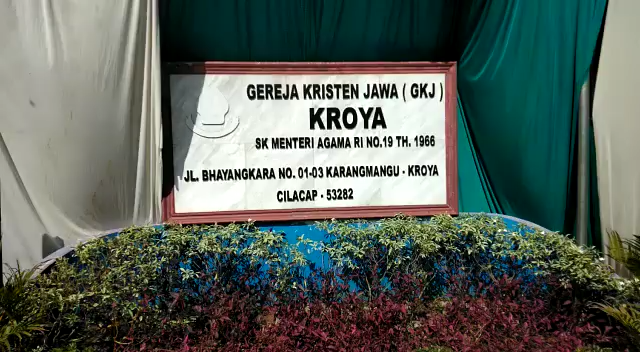 GEREJA KRISTEN JAWA ( GKJ )
KROYA
SK MENTERI AGAMA RI NO.19 TH. 1966
JL. BHAYANGKARA NO. 01-03 KARANGMANGU - KROYA
CILACAP - 53282